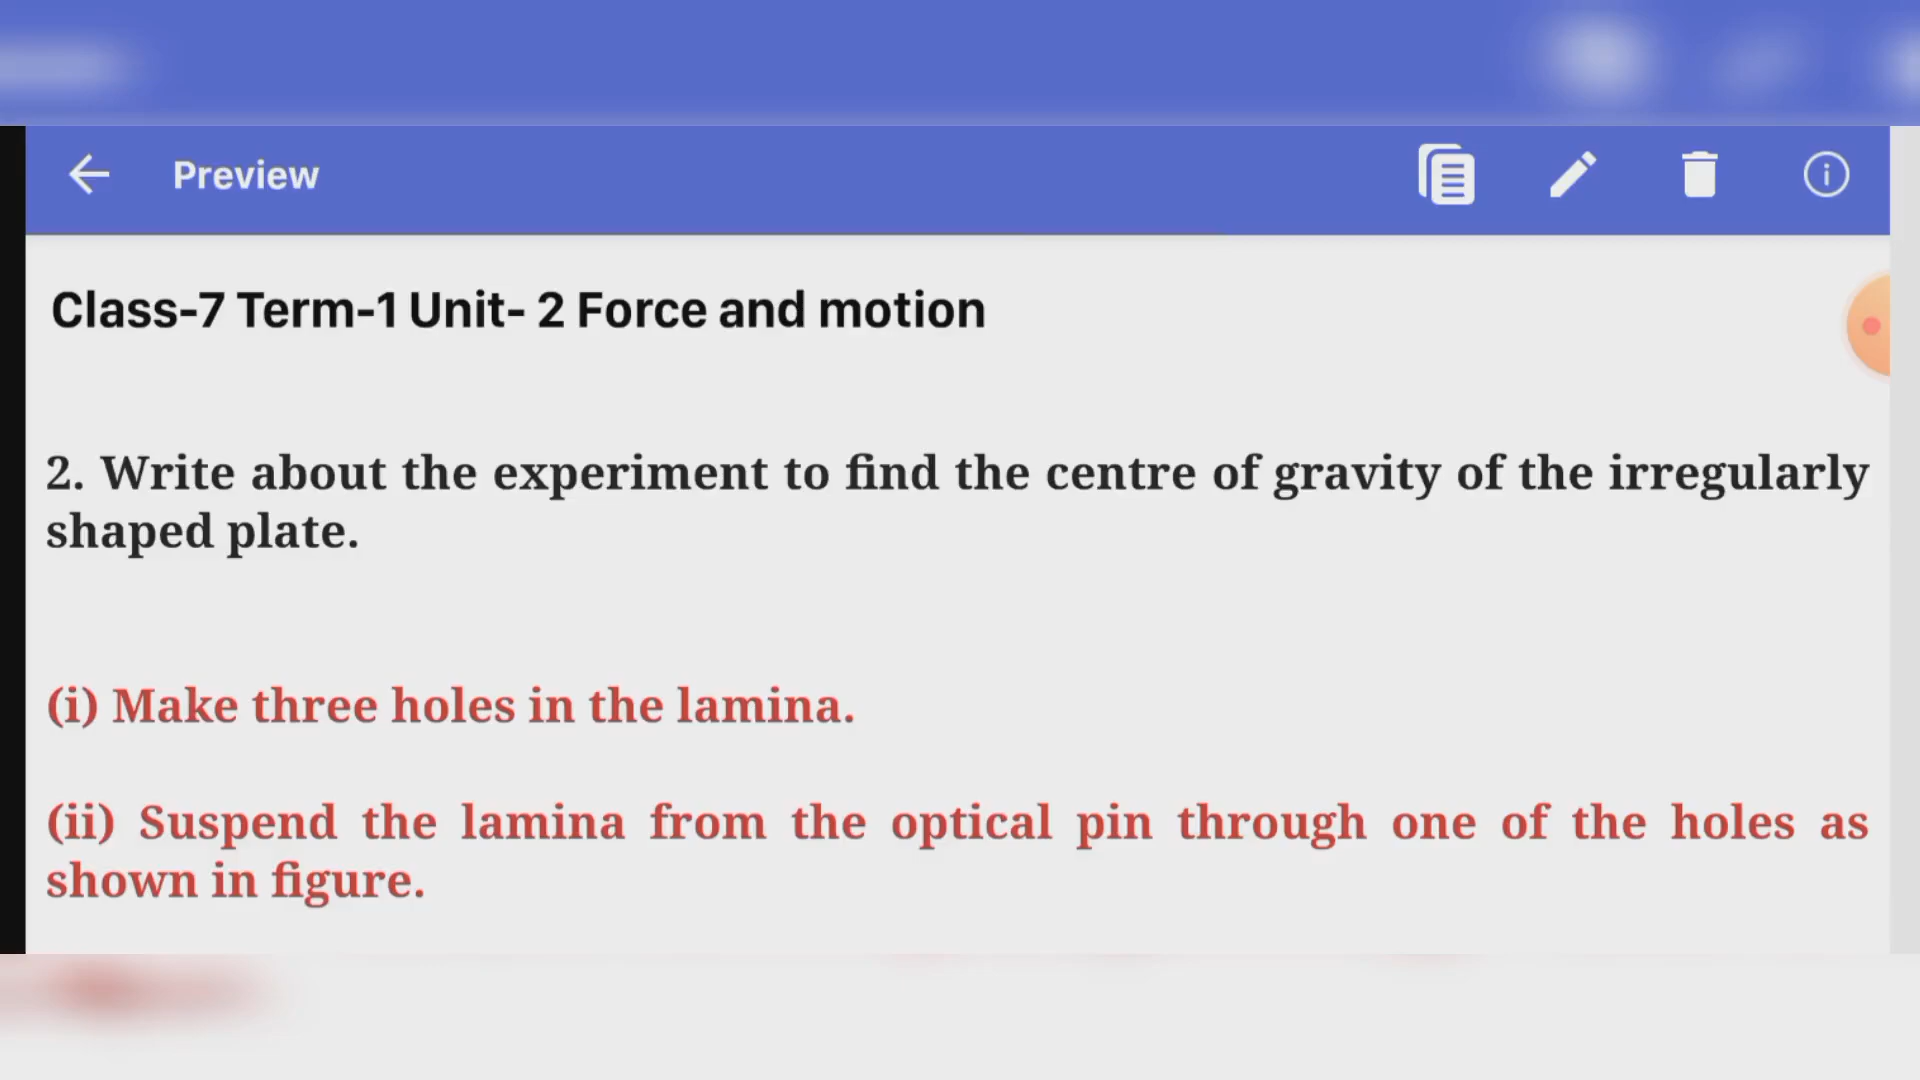 Preview
Class-7 Term-1 Unit- 2 Force and motion
2. Write about the experiment to find the centre of gravity of the irregularly
shaped plate.
(i) Make three holes in the lamina.
(ii) Suspend the lamina from the optical pin through one of the holes as
shown in figure.